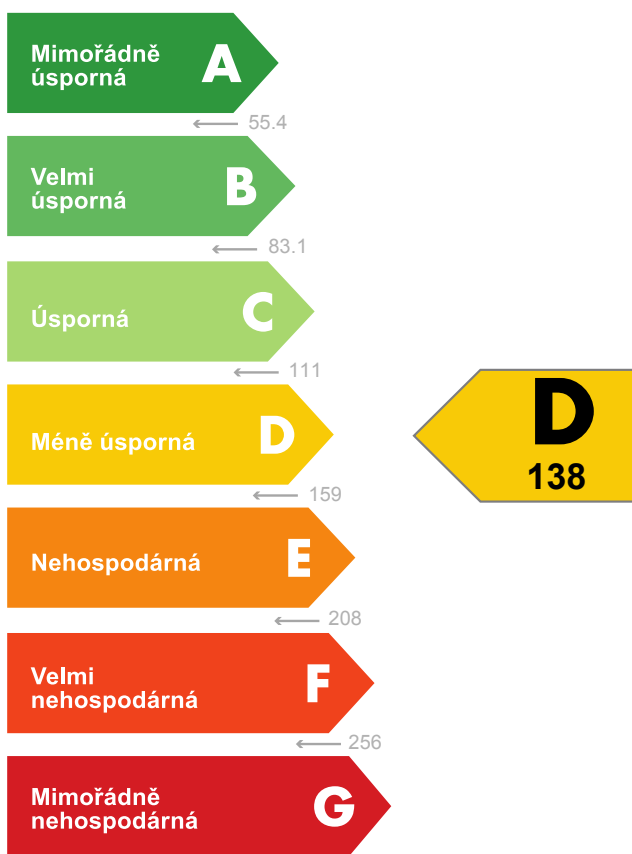 Mimořádně
úsporná
A
← 55.4
Velmi
úsporná
B
← 83.1
Úsporná C
← 111
Méně úsporná D
D
138
← 159
Nehospodárná E
← 208
Velmi
nehospodárná
F
← 256
Mimořádně
nehospodárná
G